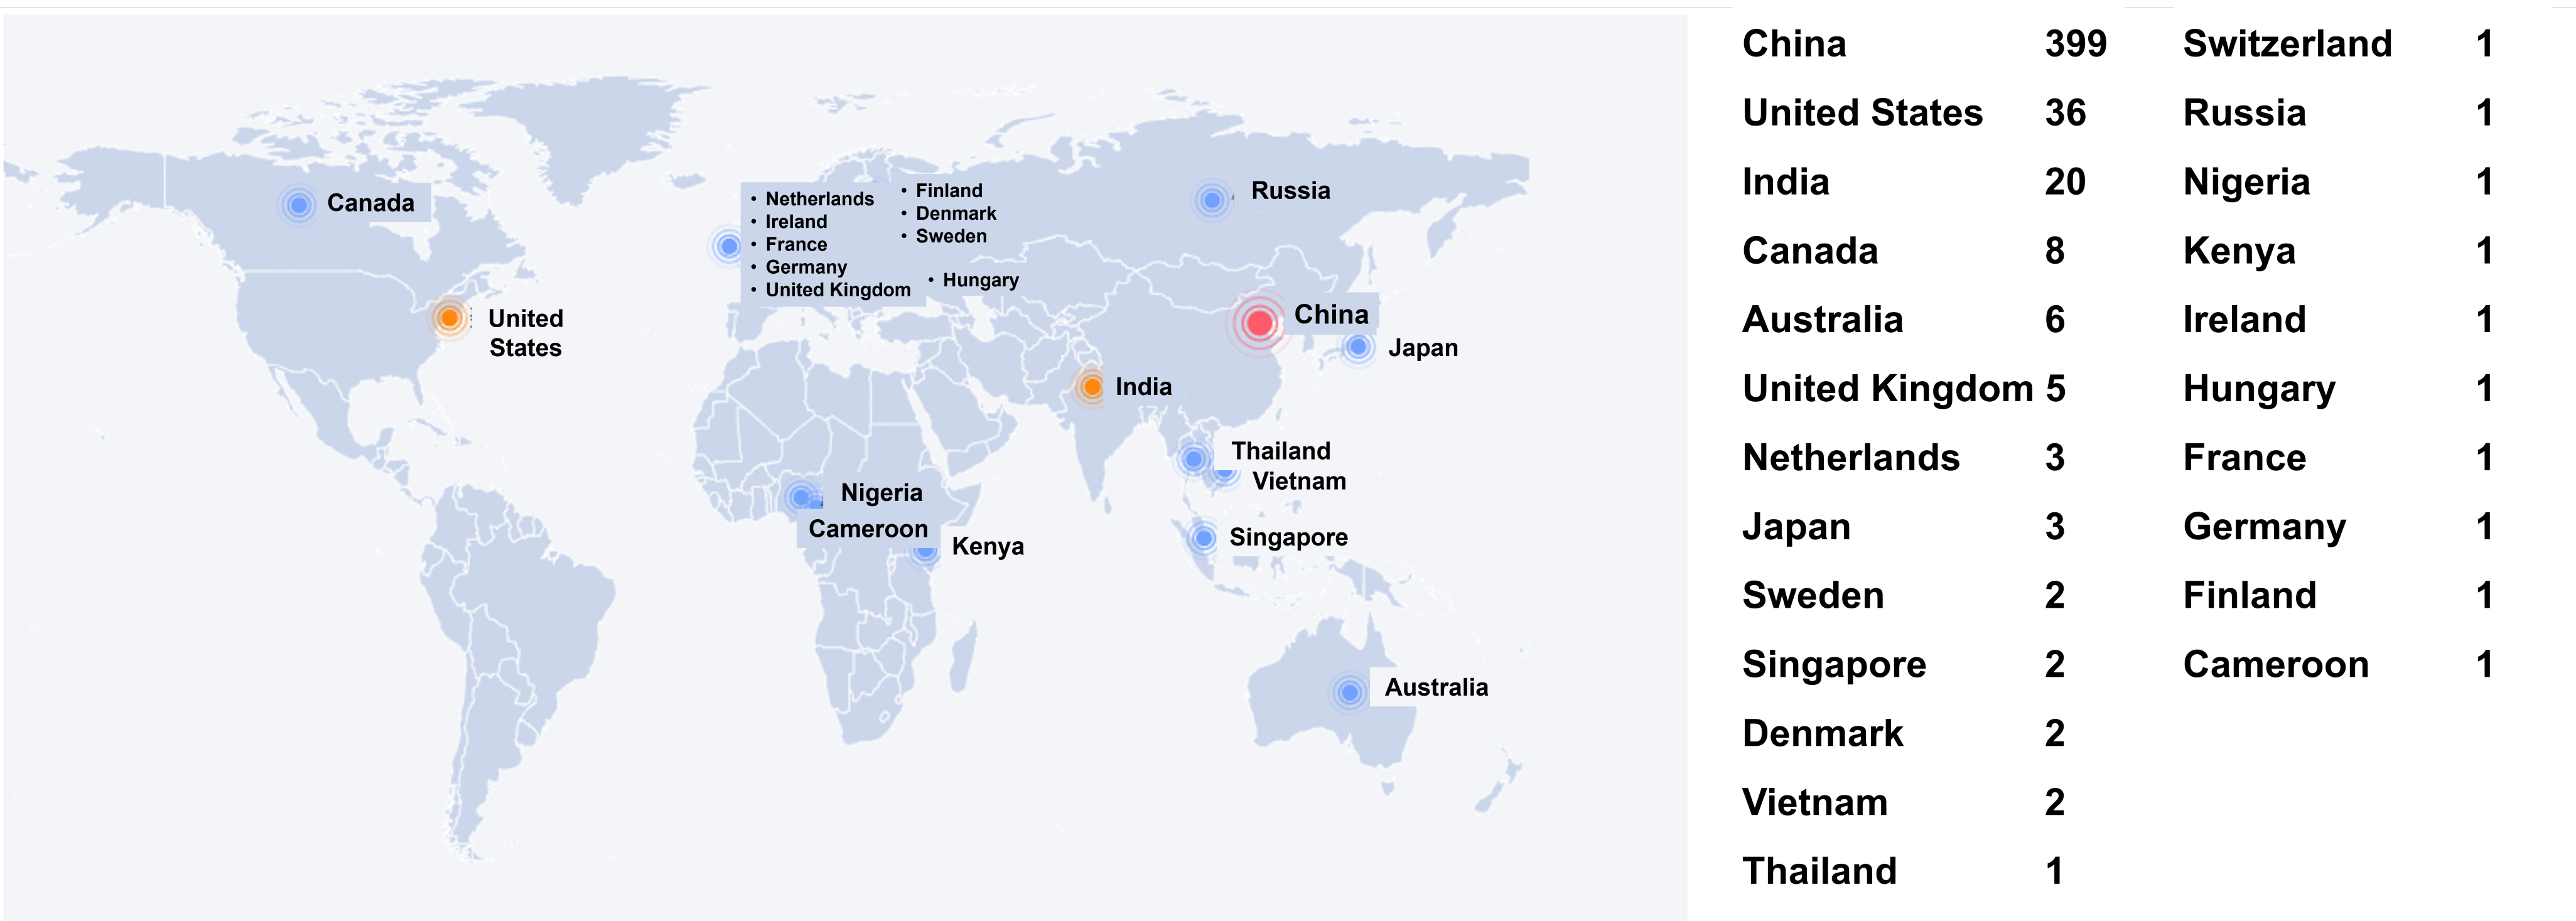 Canada
United
States
• Netherlands
• Ireland
• France
• Germany
• United Kingdom
• Finland
• Denmark
• Sweden
• Hungary
Russia
China
Japan
India
Thailand
Vietnam
Nigeria
Cameroon
Kenya
Singapore
Australia
China 399
United States 36
India 20
Canada 8
Australia 6
United Kingdom 5
Netherlands 3
Japan 3
Sweden 2
Singapore 2
Denmark 2
Vietnam 2
Thailand 1
Switzerland 1
Russia 1
Nigeria 1
Kenya 1
Ireland 1
Hungary 1
France 1
Germany 1
Finland 1
Cameroon 1